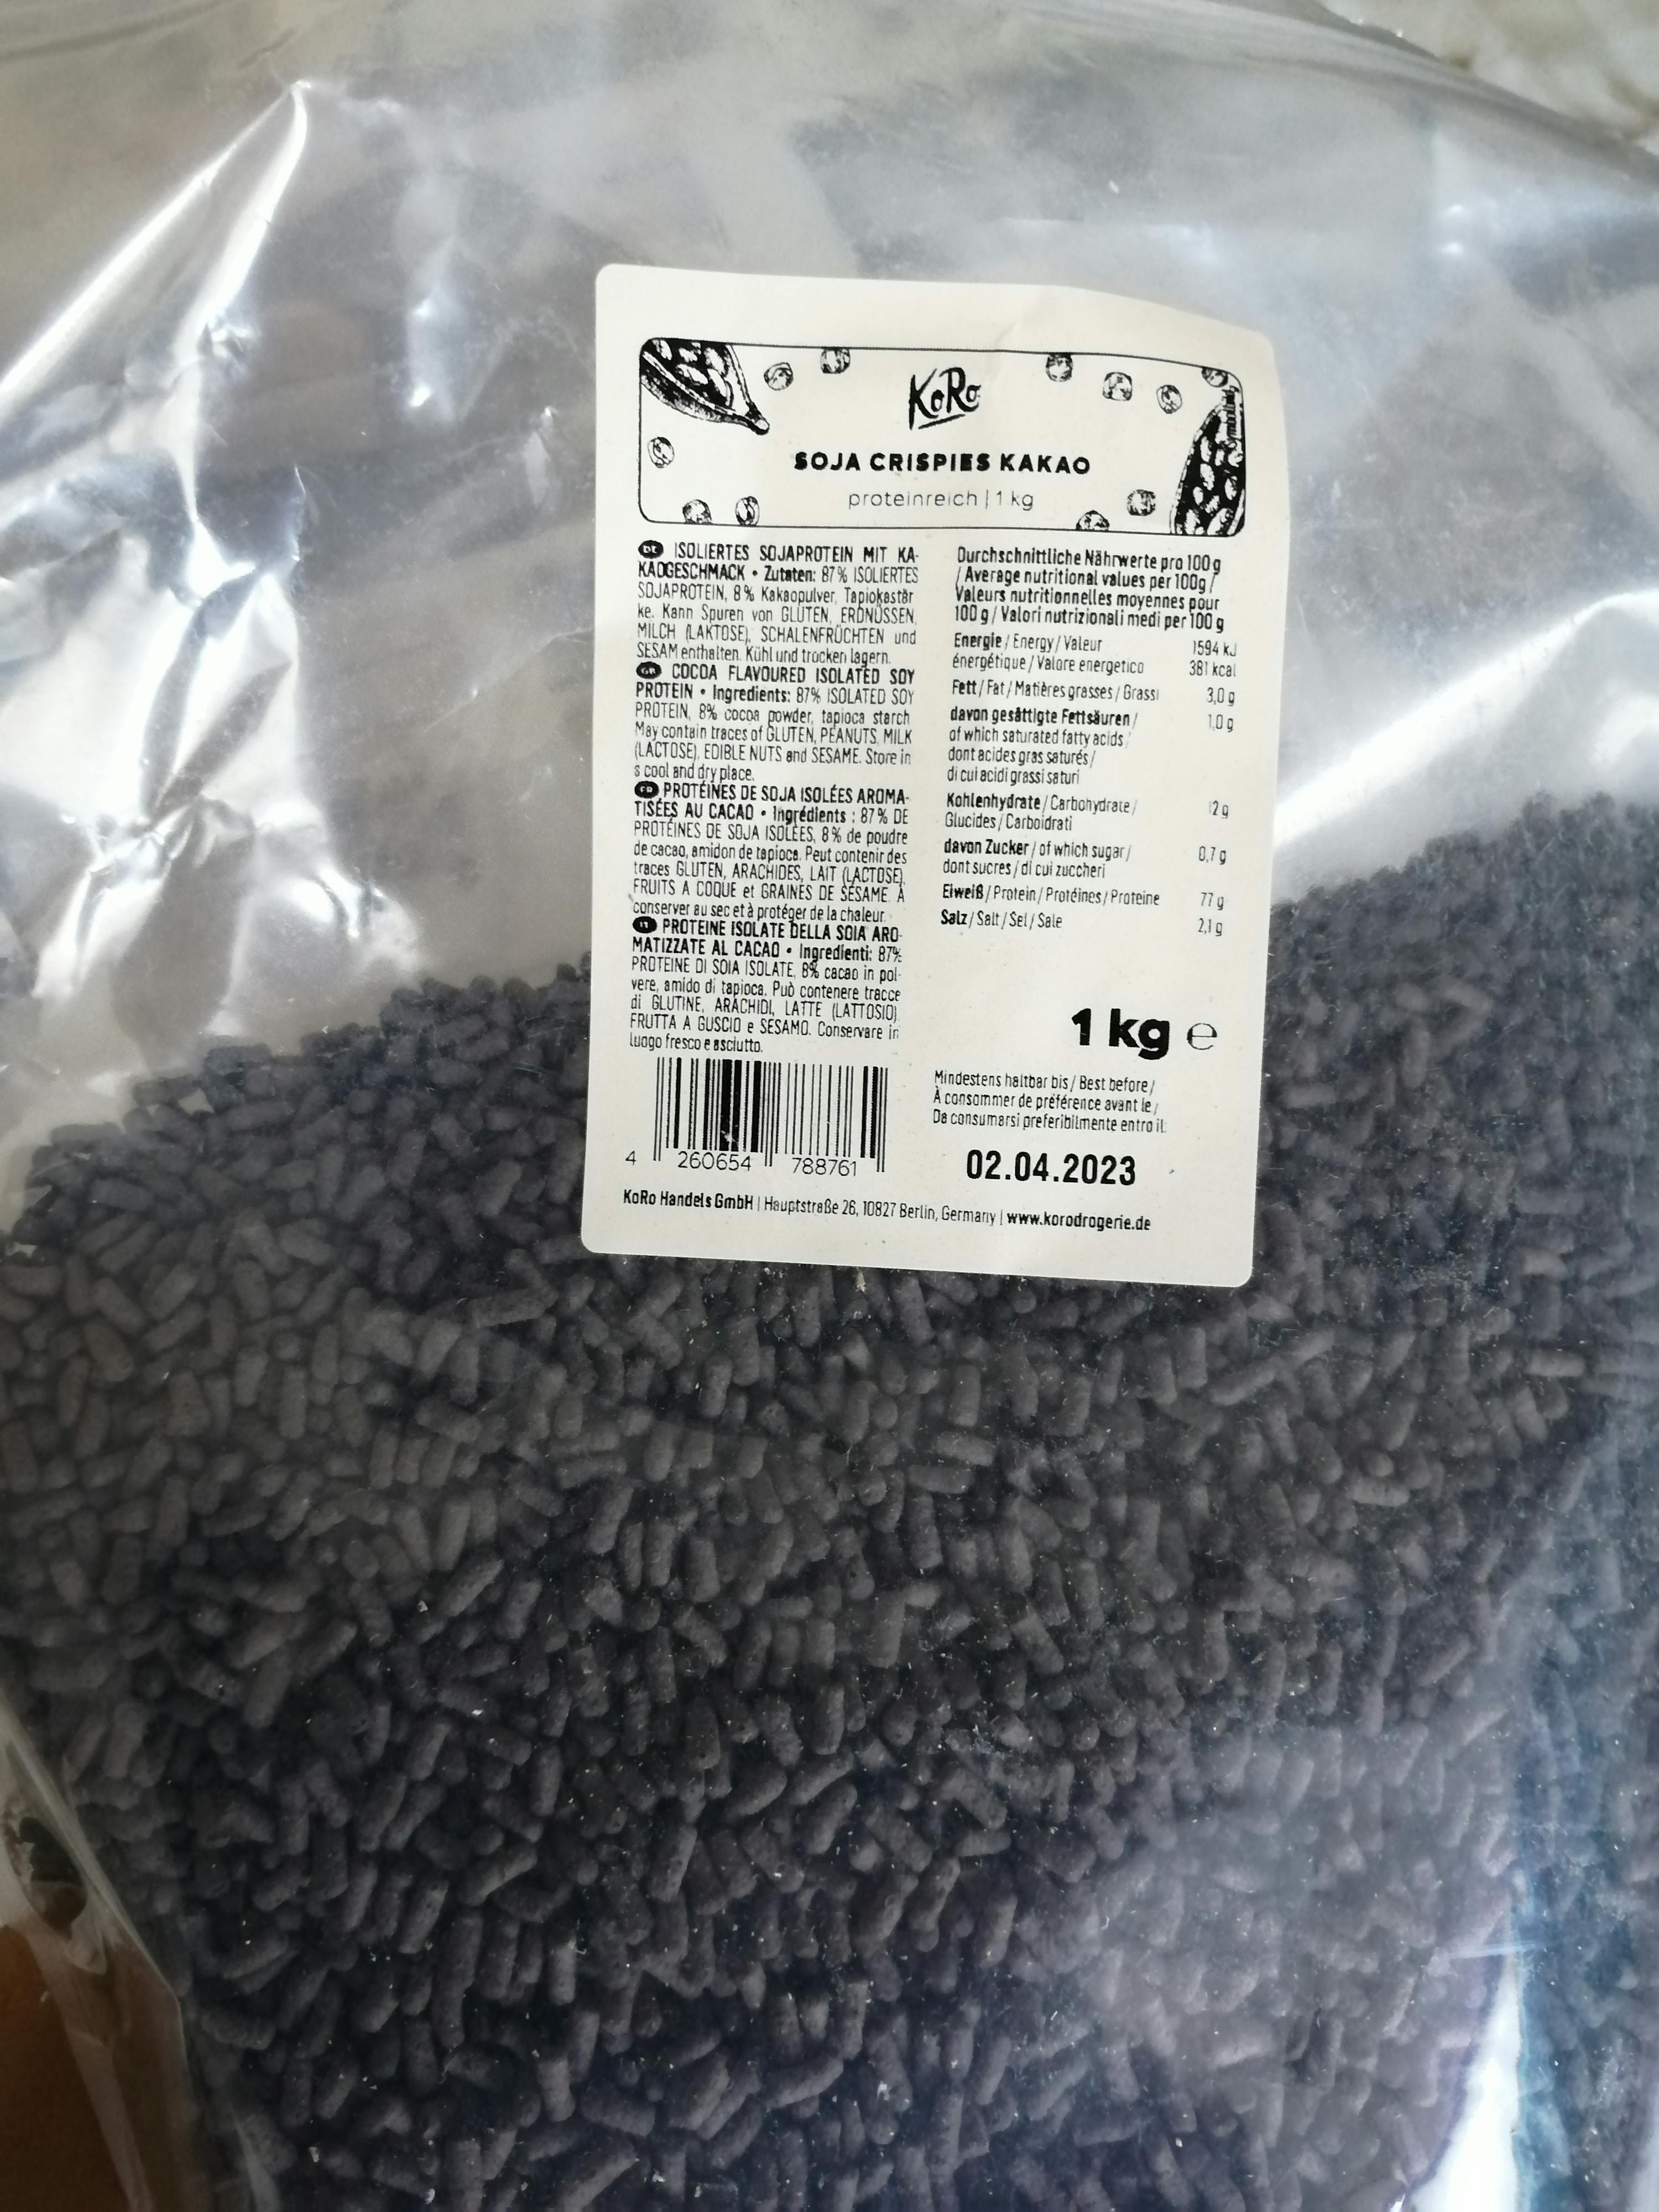 KoRo
SOJA CRISPIES KAKAO
proteinreich | 1 kg
DE ISOLIERTES SOJAPROTEIN MIT KA-
KAOGESCHMACK • Zutaten: 87% ISOLIERTES
SOJAPROTEIN, 8% Kakaopulver, Tapiokastär
ke. Kann Spuren von GLUTEN, ERDNÜSSEN,
MILCH (LAKTOSE), SCHALENFRÜCHTEN und
SESAM enthalten. Kühl und trocken lagern.
GB COCOA FLAVOURED ISOLATED SOY
PROTEIN • Ingredients: 87% ISOLATED SOY
PROTEIN, 8% cocoa powder, tapioca starch
May contain traces of GLUTEN, PEANUTS, MILK
(LACTOSE), EDIBLE NUTS and SESAME. Store in
a cool and dry place.
FR PROTÉINES DE SOJA ISOLÉES AROMA-
TISÉES AU CACAO • Ingrédients : 87% DE
PROTÉINES DE SOJA ISOLÉES, 8% de poudre
de cacao, amidon de tapioca. Peut contenir des
traces GLUTEN, ARACHIDES, LAIT (LACTOSE),
FRUITS A COQUE et GRAINES DE SÉSAME. À
conserver au sec et à protéger de la chaleur.
IT PROTEINE ISOLATE DELLA SOIA ARO-
MATIZZATE AL CACAO • Ingredienti: 87%
PROTEINE DI SOIA ISOLATE, 8% cacao in pol-
vere, amido di tapioca. Può contenere tracce
di GLUTINE, ARACHIDI, LATTE (LATTOSIO),
FRUTTA A GUSCIO e SESAMO. Conservare in
luogo fresco e asciutto.
4 260654 788761
Durchschnittliche Nährwerte pro 100 g
/ Average nutritional values per 100g /
Valeurs nutritionnelles moyennes pour
100 g / Valori nutrizionali medi per 100 g
Energie / Energy / Valeur 1594 kJ
énergétique / Valore energetico 381 kcal
Fett / Fat / Matières grasses / Grassi 3,0 g
davon gesättigte Fettsäuren / 1,0 g
of which saturated fatty acids /
dont acides gras saturés /
di cui acidi grassi saturi
Kohlenhydrate / Carbohydrate / 12 g
Glucides / Carboidrati
davon Zucker / of which sugar / 0,7 g
dont sucres / di cui zuccheri
Eiweiß / Protein / Protéines / Proteine 77 g
Salz / Salt / Sel / Sale 2,1 g
1 kg e
Mindestens haltbar bis / Best before /
À consommer de préférence avant le /
Da consumarsi preferibilmente entro il:
02.04.2023
KoRo Handels GmbH | Hauptstraße 26, 10827 Berlin, Germany | www.korodrogerie.de